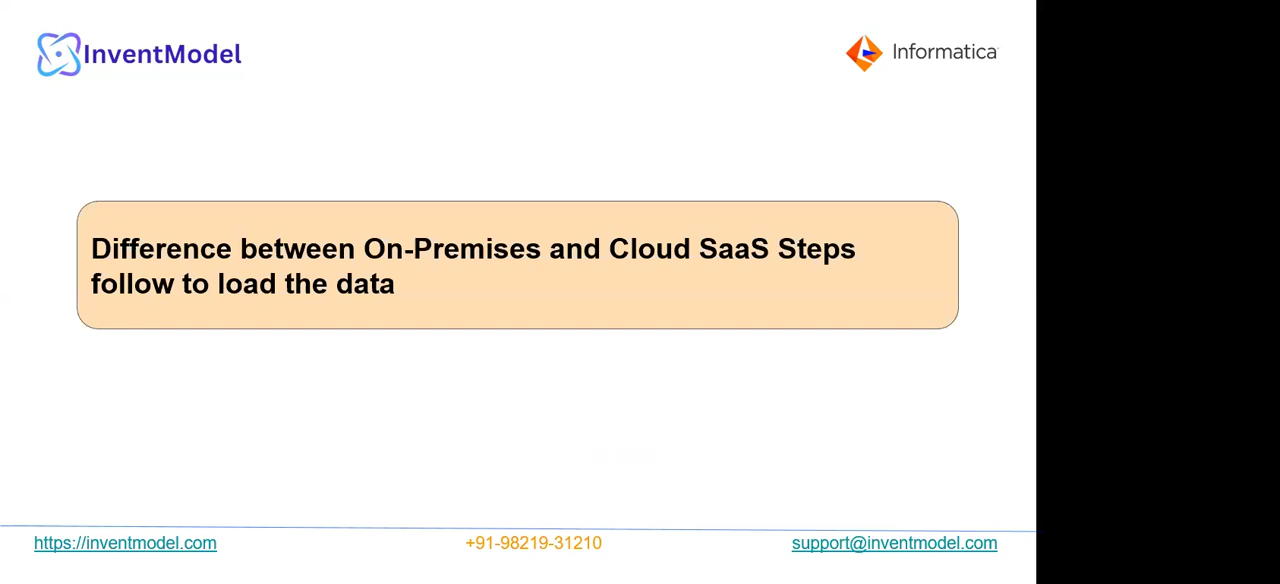 InventModel
Informatica
Difference between On-Premises and Cloud SaaS Steps
follow to load the data
https://inventmodel.com
+91-98219-31210
support@inventmodel.com